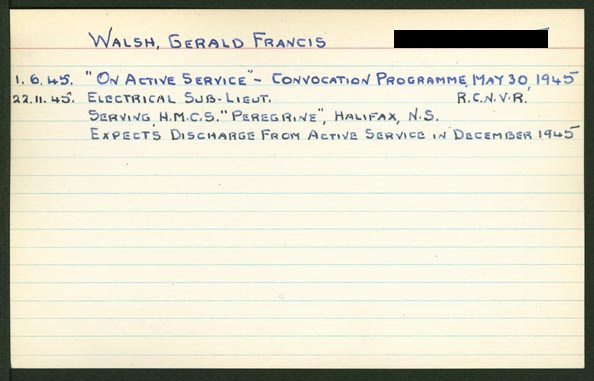 WALSH, GERALD FRANCIS
1.6.45. "ON ACTIVE SERVICE" - CONVOCATION PROGRAMME, MAY 30, 1945
22.11.45. ELECTRICAL SUB-LIEUT. R.C.N.V.R.
SERVING, H.M.C.S. "PEREGRINE", HALIFAX, N.S.
EXPECTS DISCHARGE FROM ACTIVE SERVICE IN DECEMBER 1945